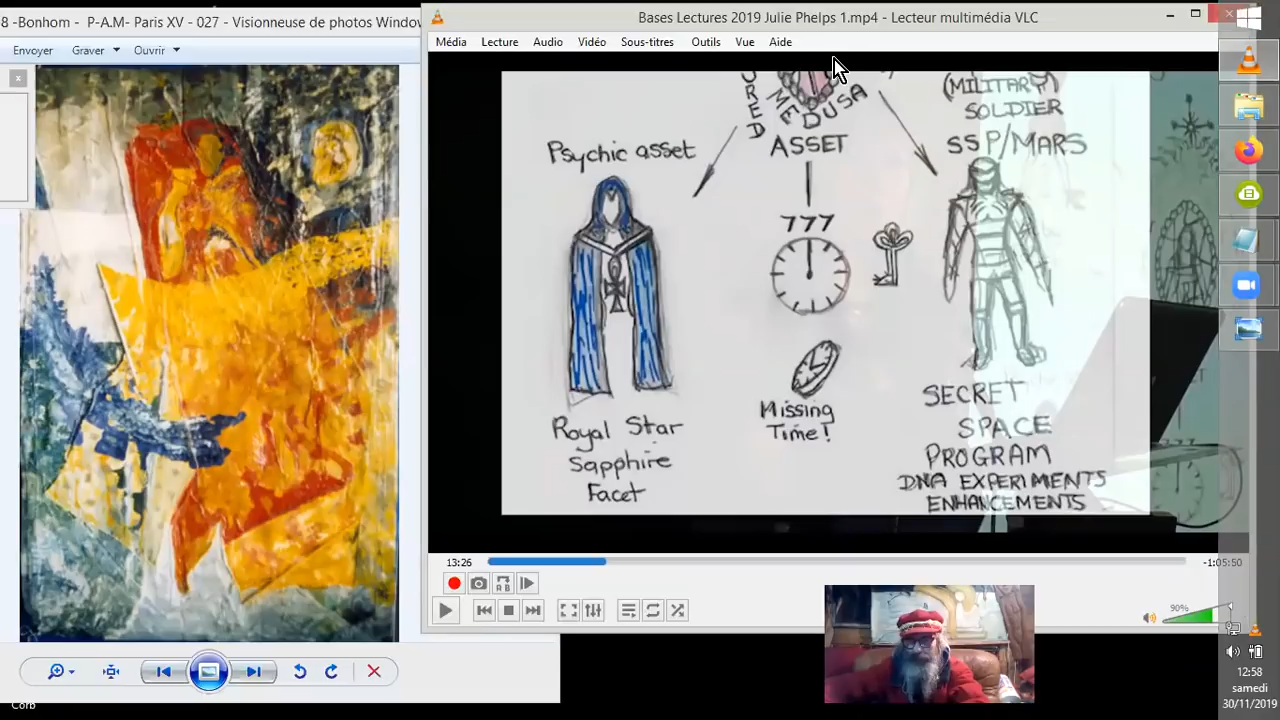 8 -Bonhom - P-A.M- Paris XV - 027 - Visionneuse de photos Window
Envoyer Graver Ouvrir
Bases Lectures 2019 Julie Phelps 1.mp4 - Lecteur multimédia VLC
Média Lecture Audio Vidéo Sous-titres Outils Vue Aide
URED
MEDUSA
ASSET
(MILITARY)
SOLDIER
SSP/MARS
Psychic asset
777
Missing
Time!
Royal Star
Sapphire
Facet
SECRET
SPACE
PROGRAM
DNA EXPERIMENTS
ENHANCEMENTS
13:26
-1:05:50
90%
Corb
12:58
samedi
30/11/2019